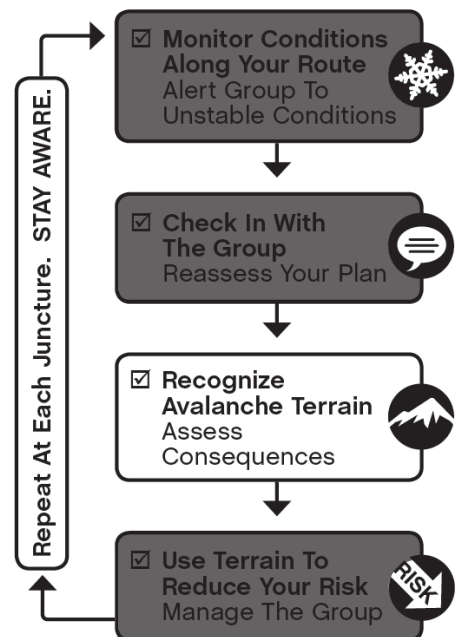 Repeat At Each Juncture. STAY AWARE.
☑ Monitor Conditions
Along Your Route
Alert Group To
Unstable Conditions
☑ Check In With
The Group
Reassess Your Plan
☑ Recognize
Avalanche Terrain
Assess
Consequences
☑ Use Terrain To
Reduce Your Risk
Manage The Group
RISK